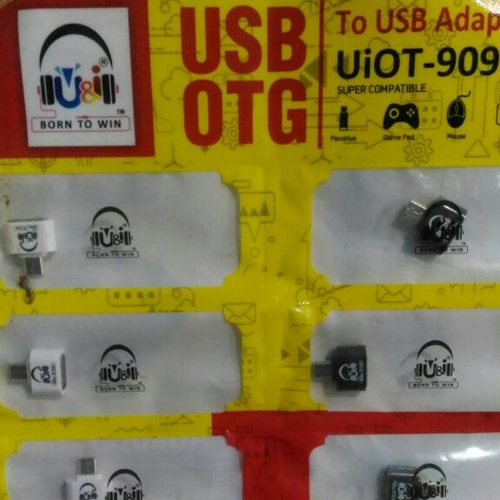 USB
OTG
To USB Adap
UiOT-909
SUPER COMPATIBLE
Pendrive Game Pad Mouse
U&i
BORN TO WIN
U&i
BORN TO WIN
U&i
BORN TO WIN
U&i
BORN TO WIN
U&i
BORN TO WIN
U&i
U&i